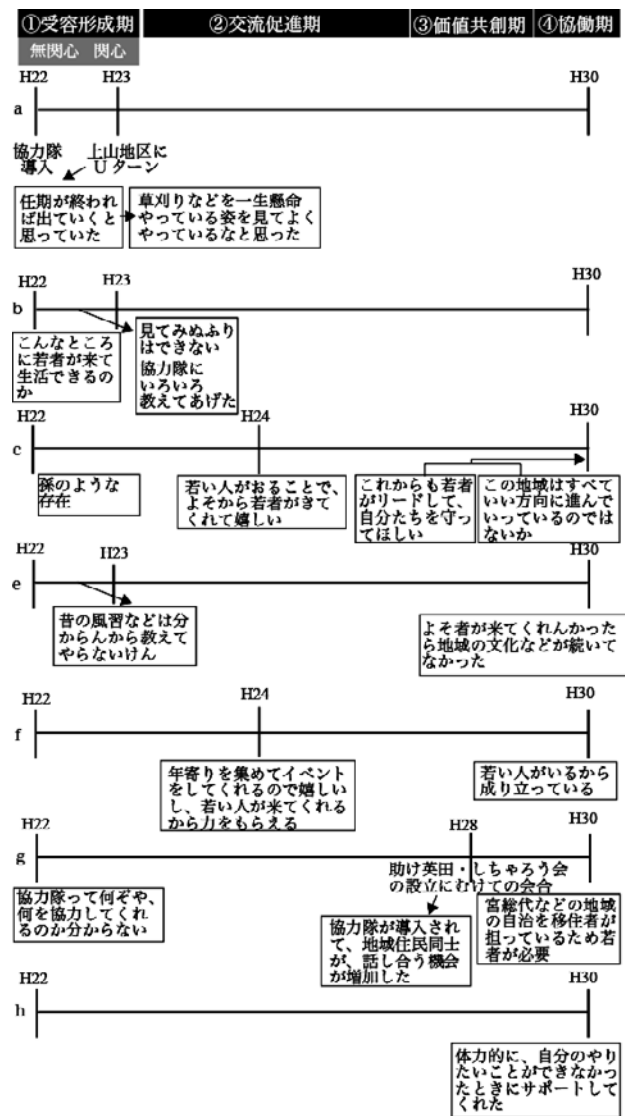 ①受容形成期 ②交流促進期 ③価値共創期 ④協働期
無関心 関心
H22 H23 H30
a
協力隊
導入
上山地区に
Uターン
任期が終われ
ば出ていくと
思っていた
草刈りなどを一生懸命
やっている姿を見てよく
やっているなと思った
H22 H23 H30
b
こんなところ
に若者が来て
生活できるの
か
見てみぬふり
はできない
協力隊に
いろいろ
教えてあげた
H22 H24 H30
c
孫のような
存在
若い人がおることで、
よそから若者がきて
くれて嬉しい
これからも若者
がリードして、
自分たちを守っ
てほしい
この地域はすべて
いい方向に進んで
いっているのでは
ないか
H22 H23 H30
e
昔の風習などは分
からんから教えて
やらないけん
よそ者が来てくれんかった
ら地域の文化などが続いて
なかった
H22 H24 H30
f
年寄りを集めてイベント
をしてくれるので嬉しい
し、若い人が来てくれる
から力をもらえる
若い人がいるから
成り立っている
H22 H28 H30
g
協力隊って何ぞや、
何を協力してくれ
るのか分からない
助け英田・しちゃろう会
の設立にむけての会合
協力隊が導入され
て、地域住民同士
が、話し合う機会
が増加した
宮総代などの地域
の自治を移住者が
担っているため若
者が必要
H22 H30
h
体力的に、自分のやり
たいことができなかっ
たときにサポートして
くれた